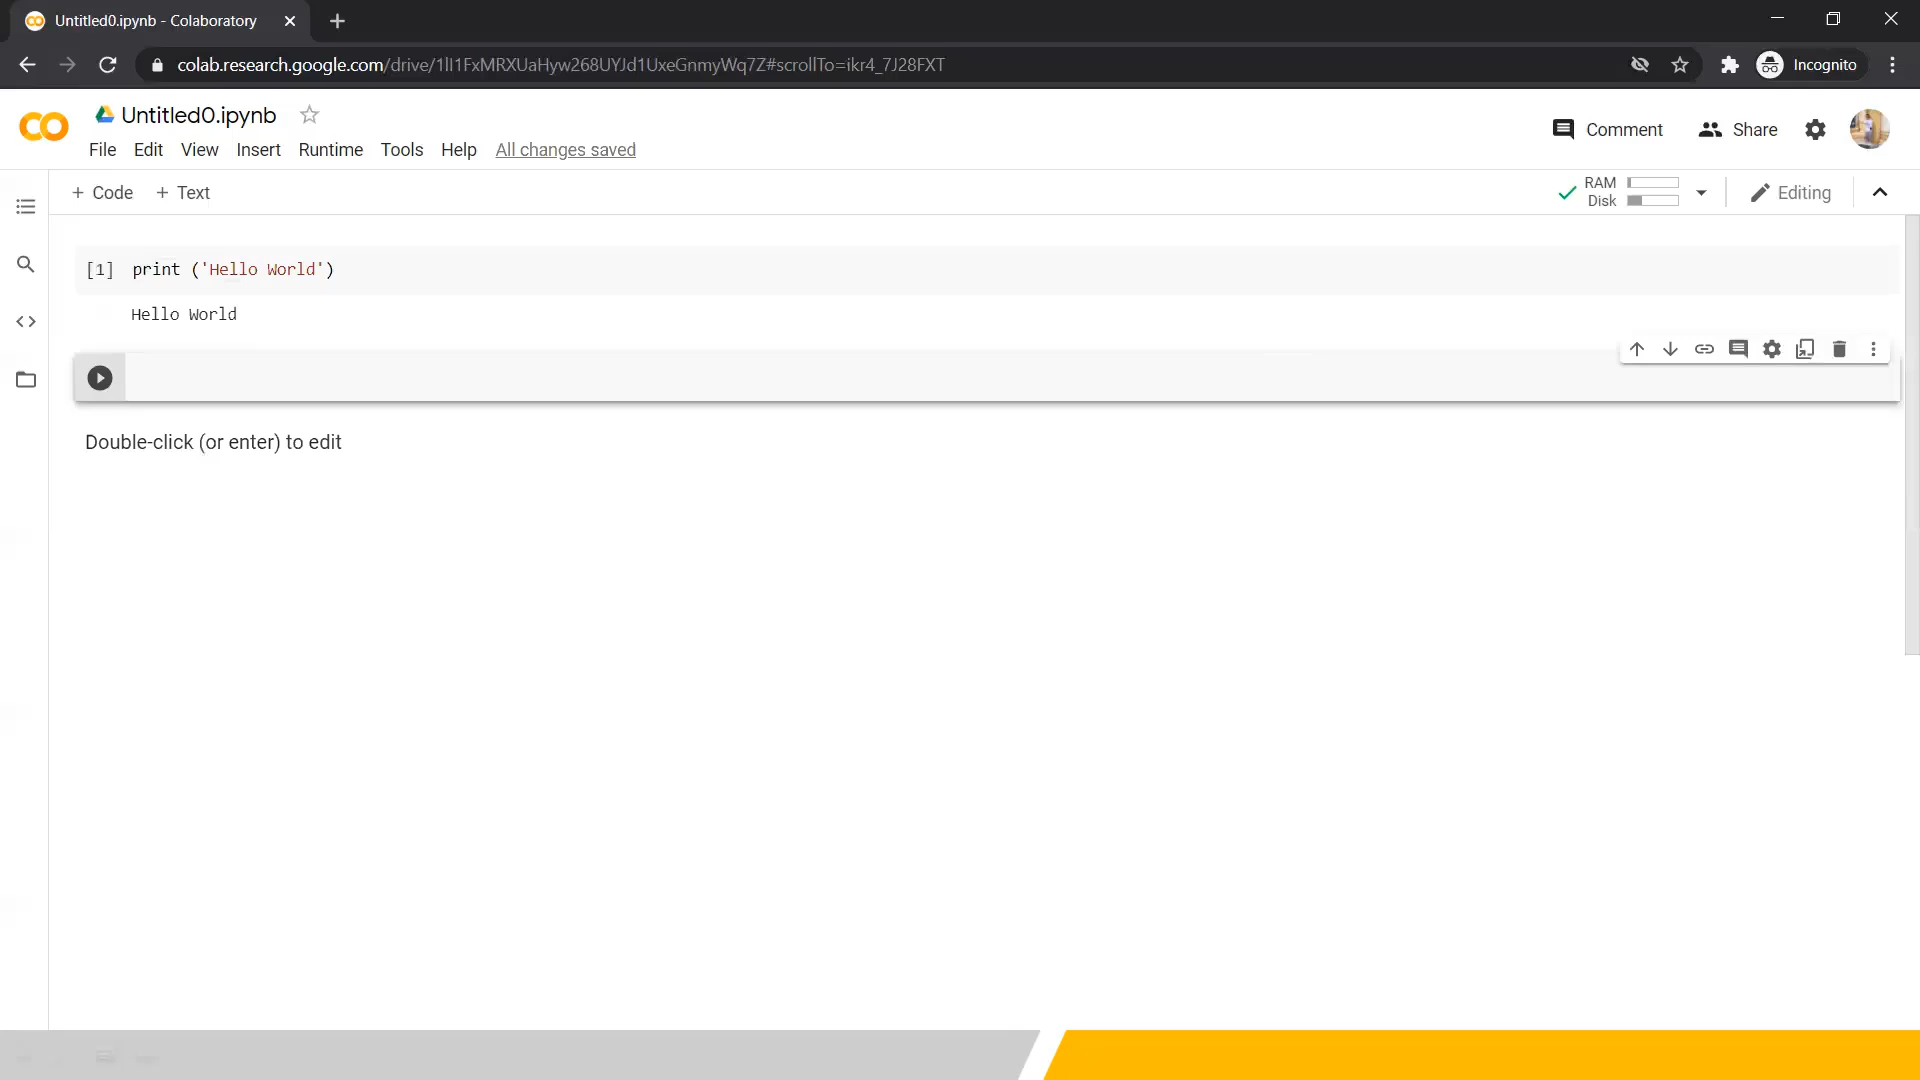 Untitled0.ipynb - Colaboratory
colab.research.google.com/drive/1lI1FxMRXUaHyw268UYJd1UxeGnmyWq7Z#scrollTo=ikr4_7J28FXT
Incognito
Untitled0.ipynb
Comment
Share
File Edit View Insert Runtime Tools Help All changes saved
+ Code + Text
RAM
Disk
Editing
[1] print ('Hello World')
Hello World
Double-click (or enter) to edit